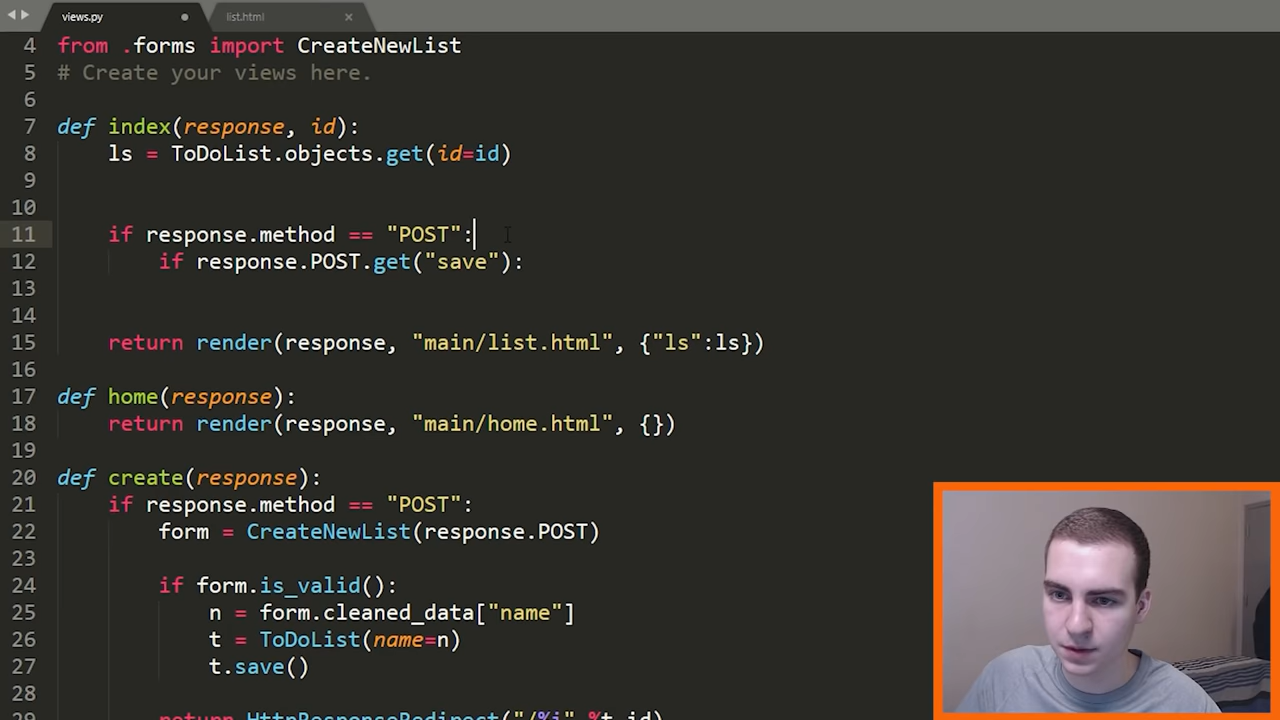 views.py
list.html
4 from .forms import CreateNewList
5 # Create your views here.
6
7 def index(response, id):
8 ls = ToDoList.objects.get(id=id)
9
10
11 if response.method == "POST":
12 if response.POST.get("save"):
13
14
15 return render(response, "main/list.html", {"ls":ls})
16
17 def home(response):
18 return render(response, "main/home.html", {})
19
20 def create(response):
21 if response.method == "POST":
22 form = CreateNewList(response.POST)
23
24 if form.is_valid():
25 n = form.cleaned_data["name"]
26 t = ToDoList(name=n)
27 t.save()
28
29 return HttpResponseRedirect("/%i" %t.id)